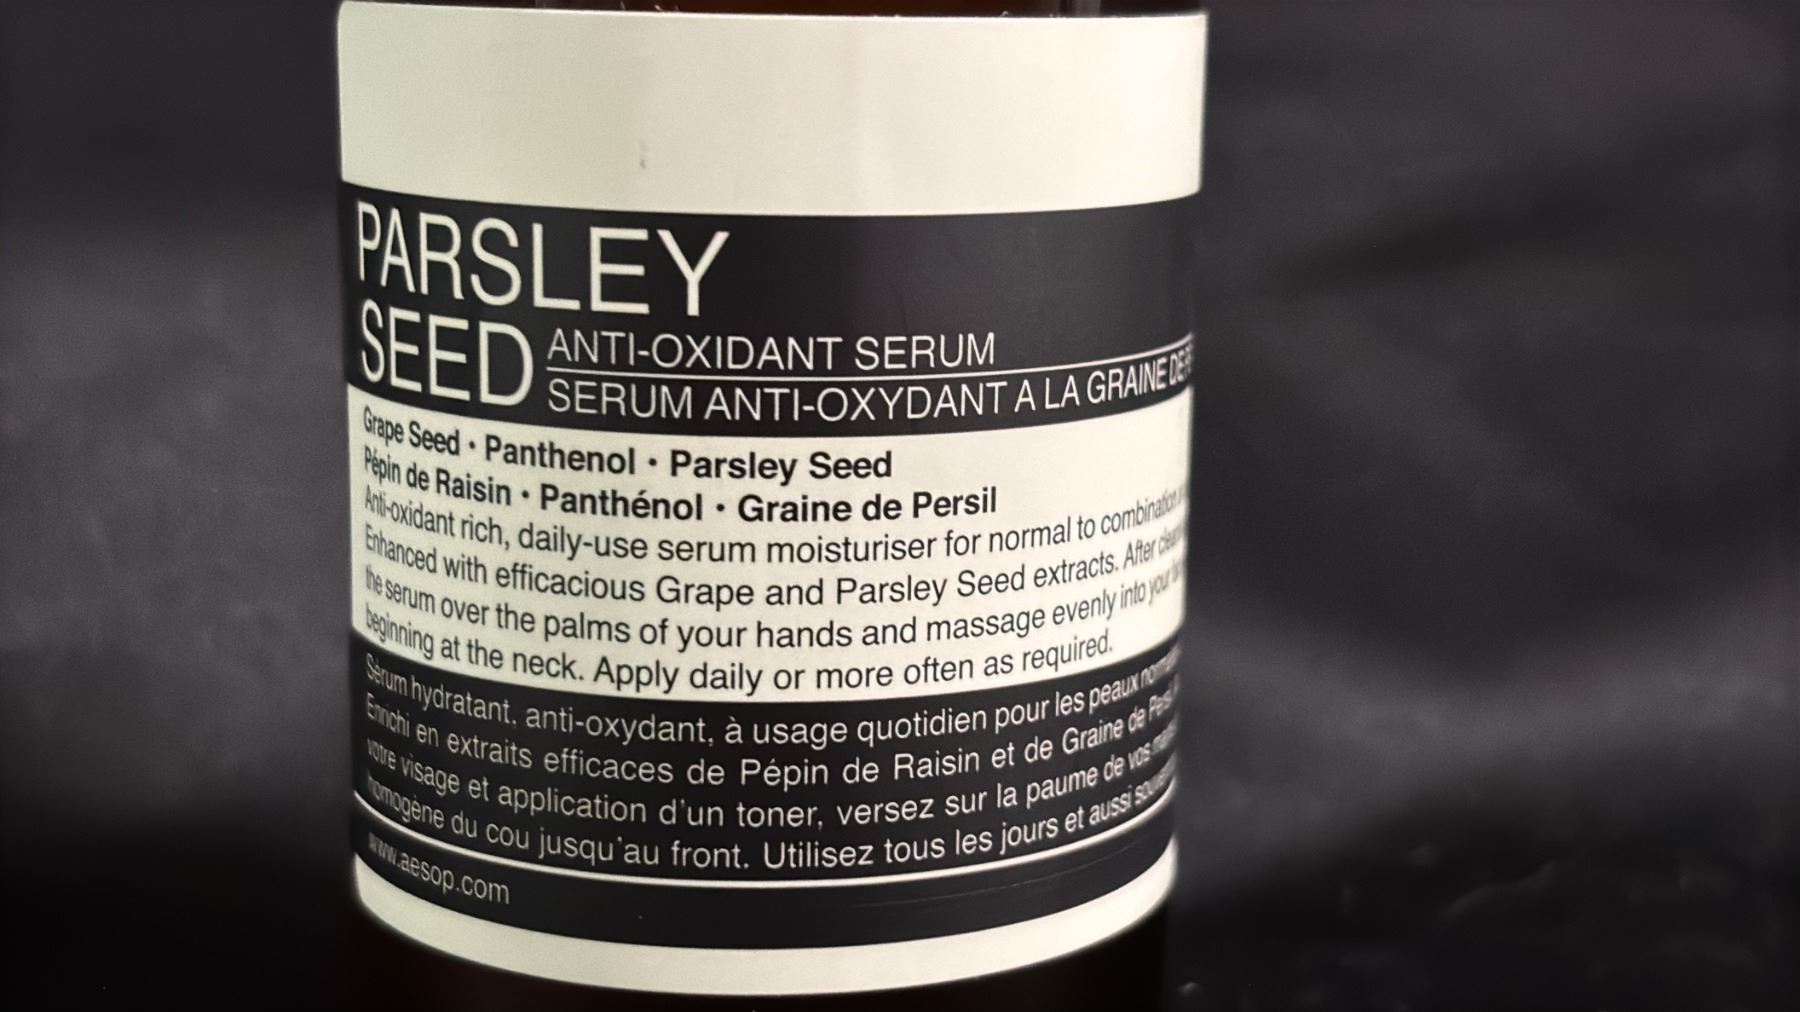 PARSLEY
SEED
ANTI-OXIDANT SERUM
SERUM ANTI-OXYDANT A LA GRAINE DE
Grape Seed • Panthenol • Parsley Seed
Pépin de Raisin • Panthénol • Graine de Persil
Anti-oxidant rich, daily-use serum moisturiser for normal to combination
Enhanced with efficacious Grape and Parsley Seed extracts. After
the serum over the palms of your hands and massage evenly into your
beginning at the neck. Apply daily or more often as required.
Sérum hydratant, anti-oxydant, à usage quotidien pour les peaux
Enrichi en extraits efficaces de Pépin de Raisin et de Graine de
votre visage et application d'un toner, versez sur la paume de vos
homogène du cou jusqu'au front. Utilisez tous les jours et aussi
www.aesop.com